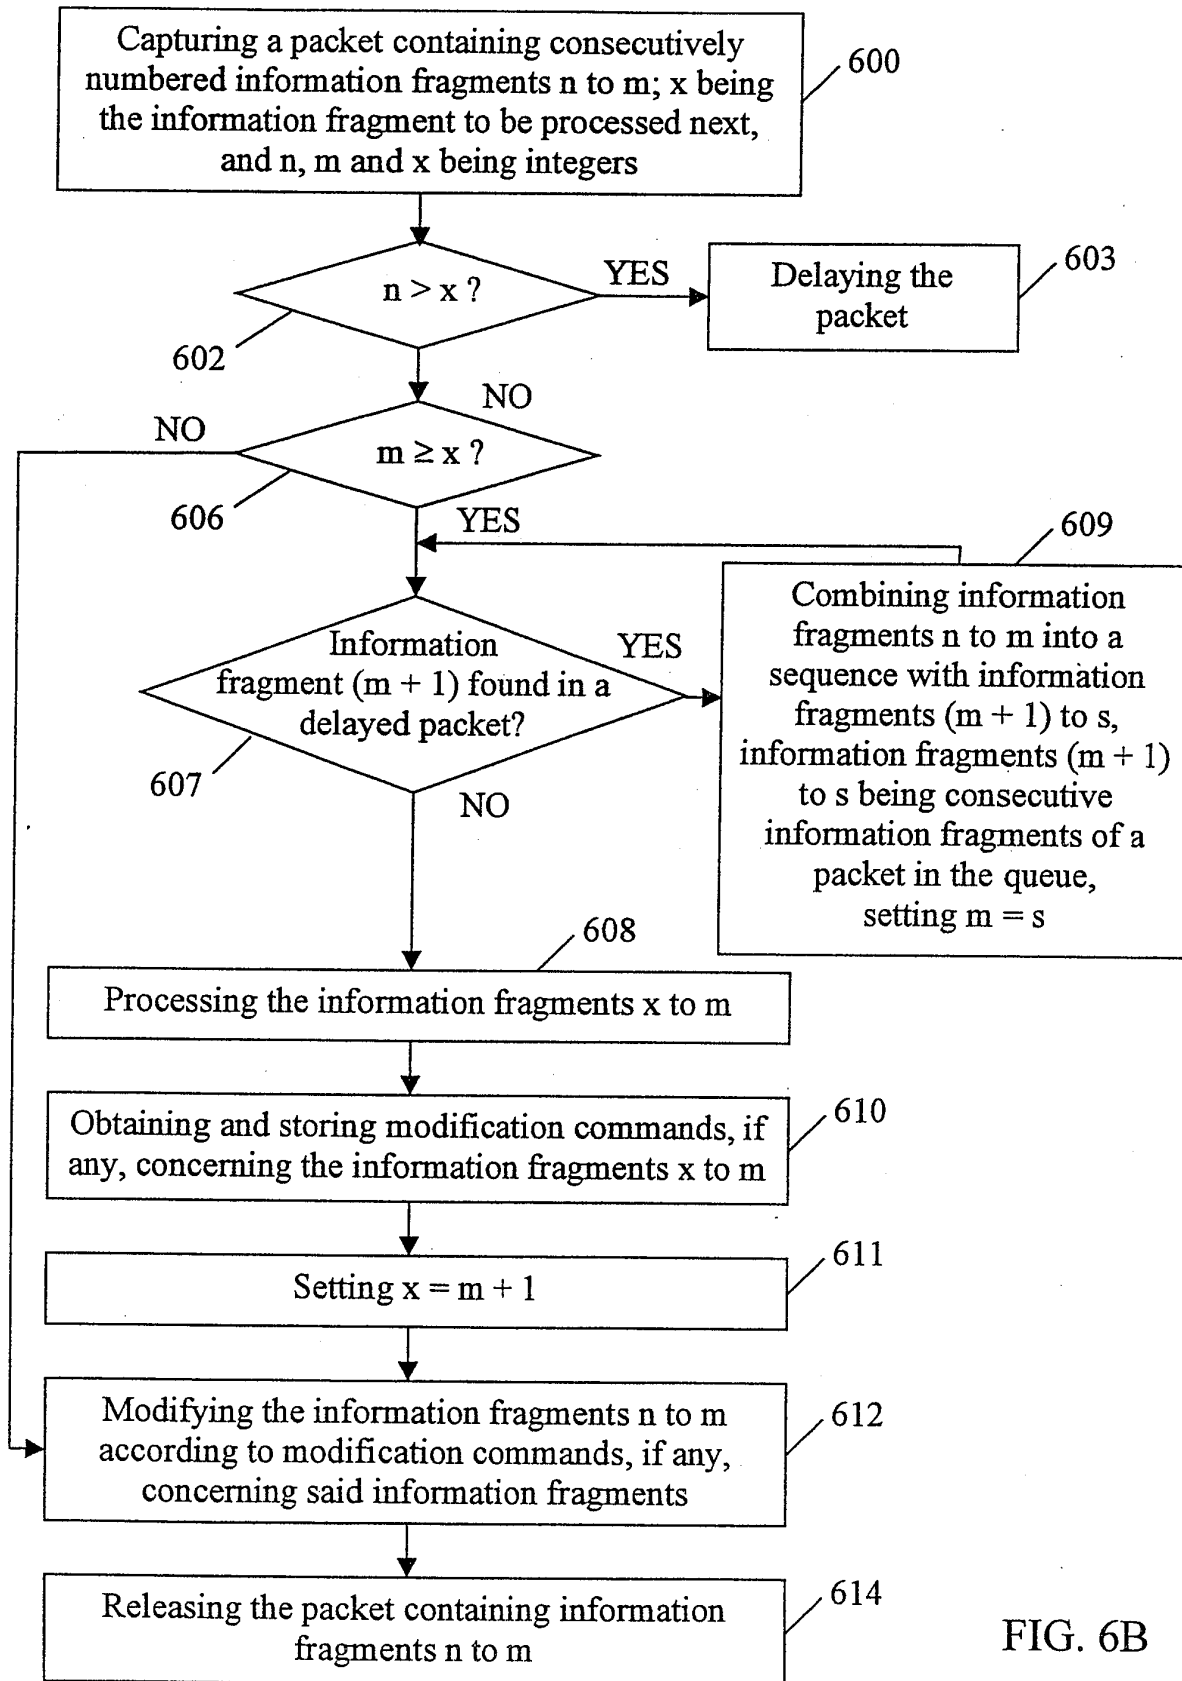 Capturing a packet containing consecutively
numbered information fragments n to m; x being
the information fragment to be processed next,
and n, m and x being integers
600
n > x ?
YES
602
Delaying the
packet
603
NO
NO
m ≥ x ?
606
YES
609
Information
fragment (m + 1) found in a
delayed packet?
YES
607
NO
Combining information
fragments n to m into a
sequence with information
fragments (m + 1) to s,
information fragments (m + 1)
to s being consecutive
information fragments of a
packet in the queue,
setting m = s
608
Processing the information fragments x to m
Obtaining and storing modification commands, if
any, concerning the information fragments x to m
610
Setting x = m + 1
611
Modifying the information fragments n to m
according to modification commands, if any,
concerning said information fragments
612
Releasing the packet containing information
fragments n to m
614
FIG. 6B